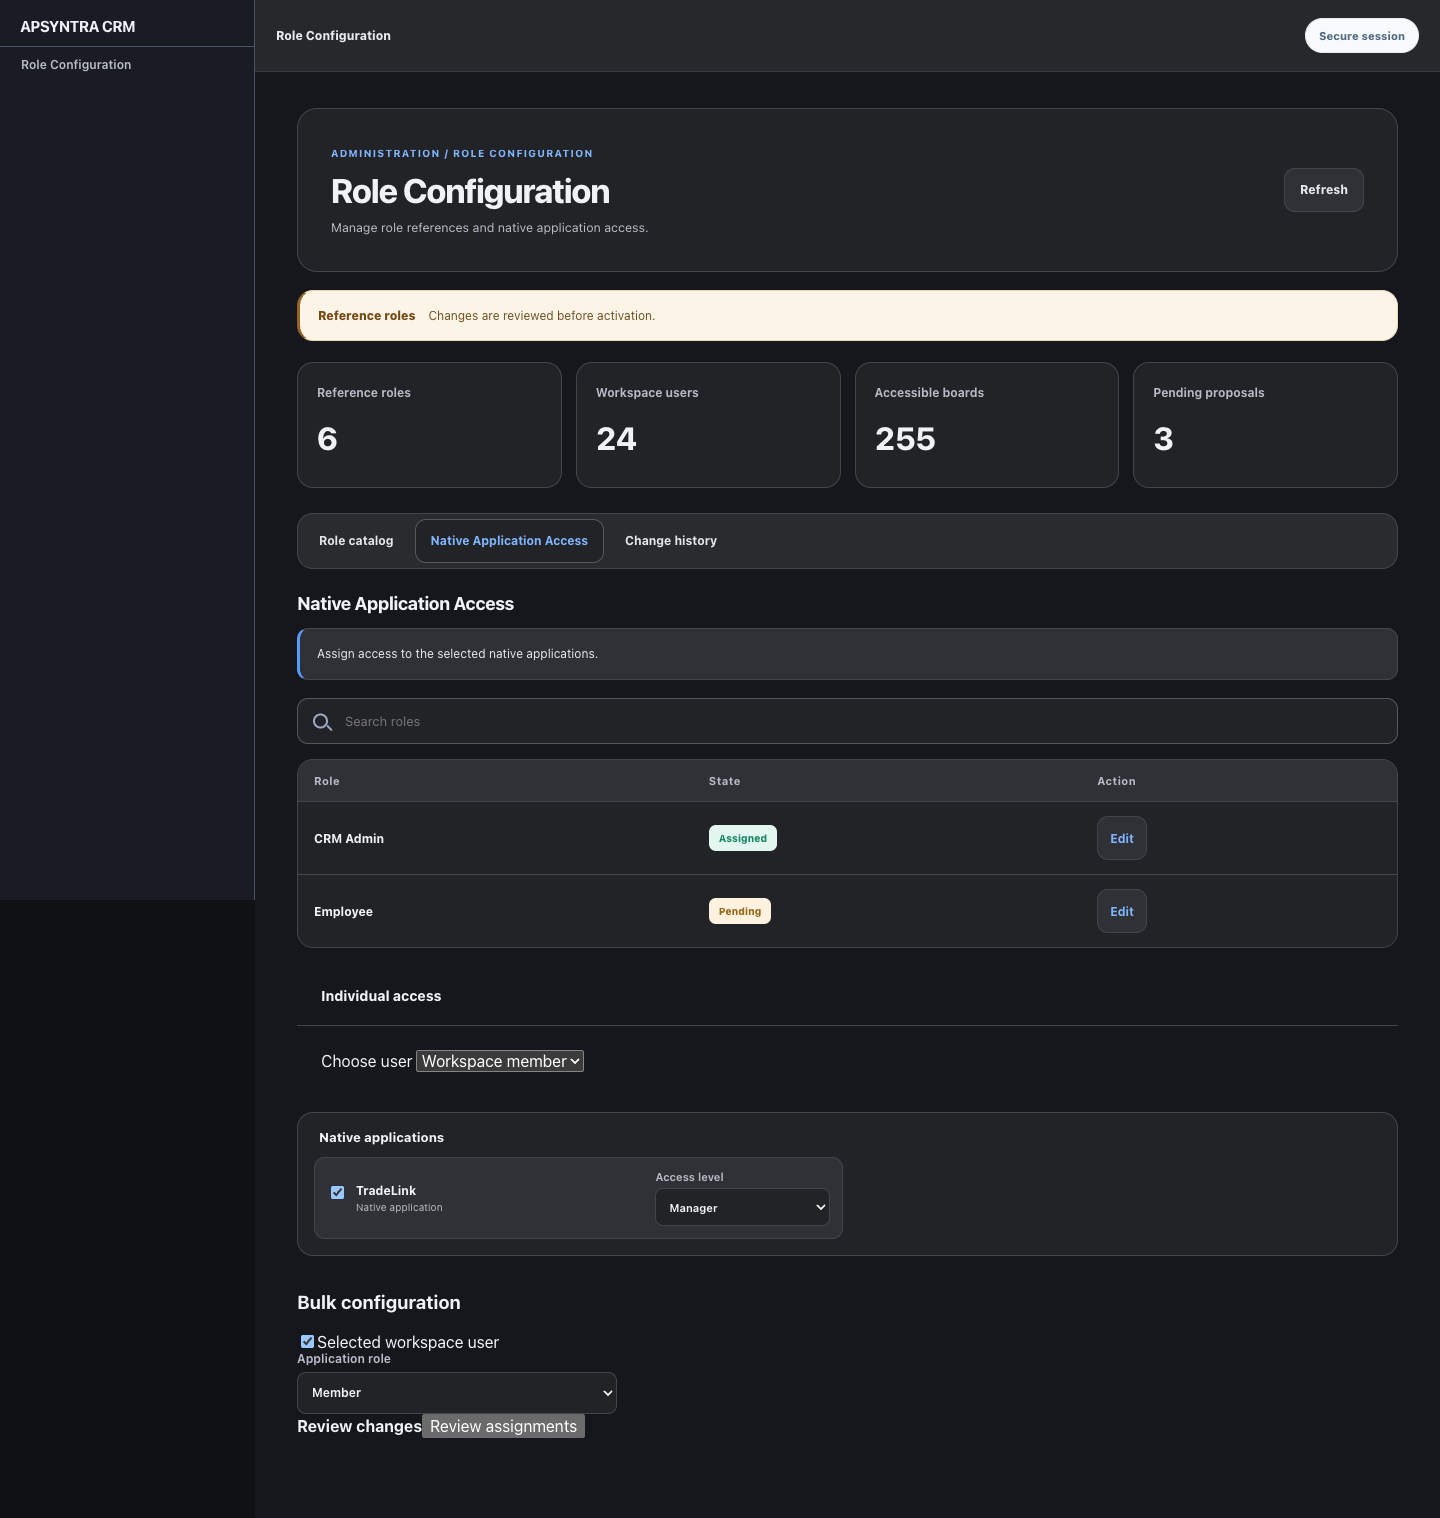 APSYNTRA CRM
Role Configuration
Role Configuration
Secure session
ADMINISTRATION / ROLE CONFIGURATION
Role Configuration
Manage role references and native application access.
Refresh
Reference roles Changes are reviewed before activation.
Reference roles
6
Workspace users
24
Accessible boards
255
Pending proposals
3
Role catalog
Native Application Access
Change history
Native Application Access
Assign access to the selected native applications.
Search roles
Role State Action
CRM Admin Assigned Edit
Employee Pending Edit
Individual access
Choose user Workspace member
Native applications
TradeLink
Native application
Access level
Manager
Bulk configuration
Selected workspace user
Application role
Member
Review changes Review assignments